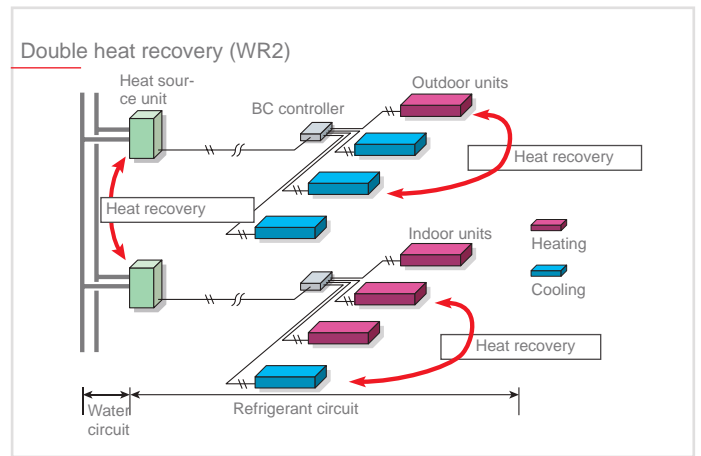 Double heat recovery (WR2)
Heat sour-
ce unit
BC controller
Outdoor units
Heat recovery
Heat recovery
Indoor units
Heating
Cooling
Heat recovery
Water
circuit
Refrigerant circuit